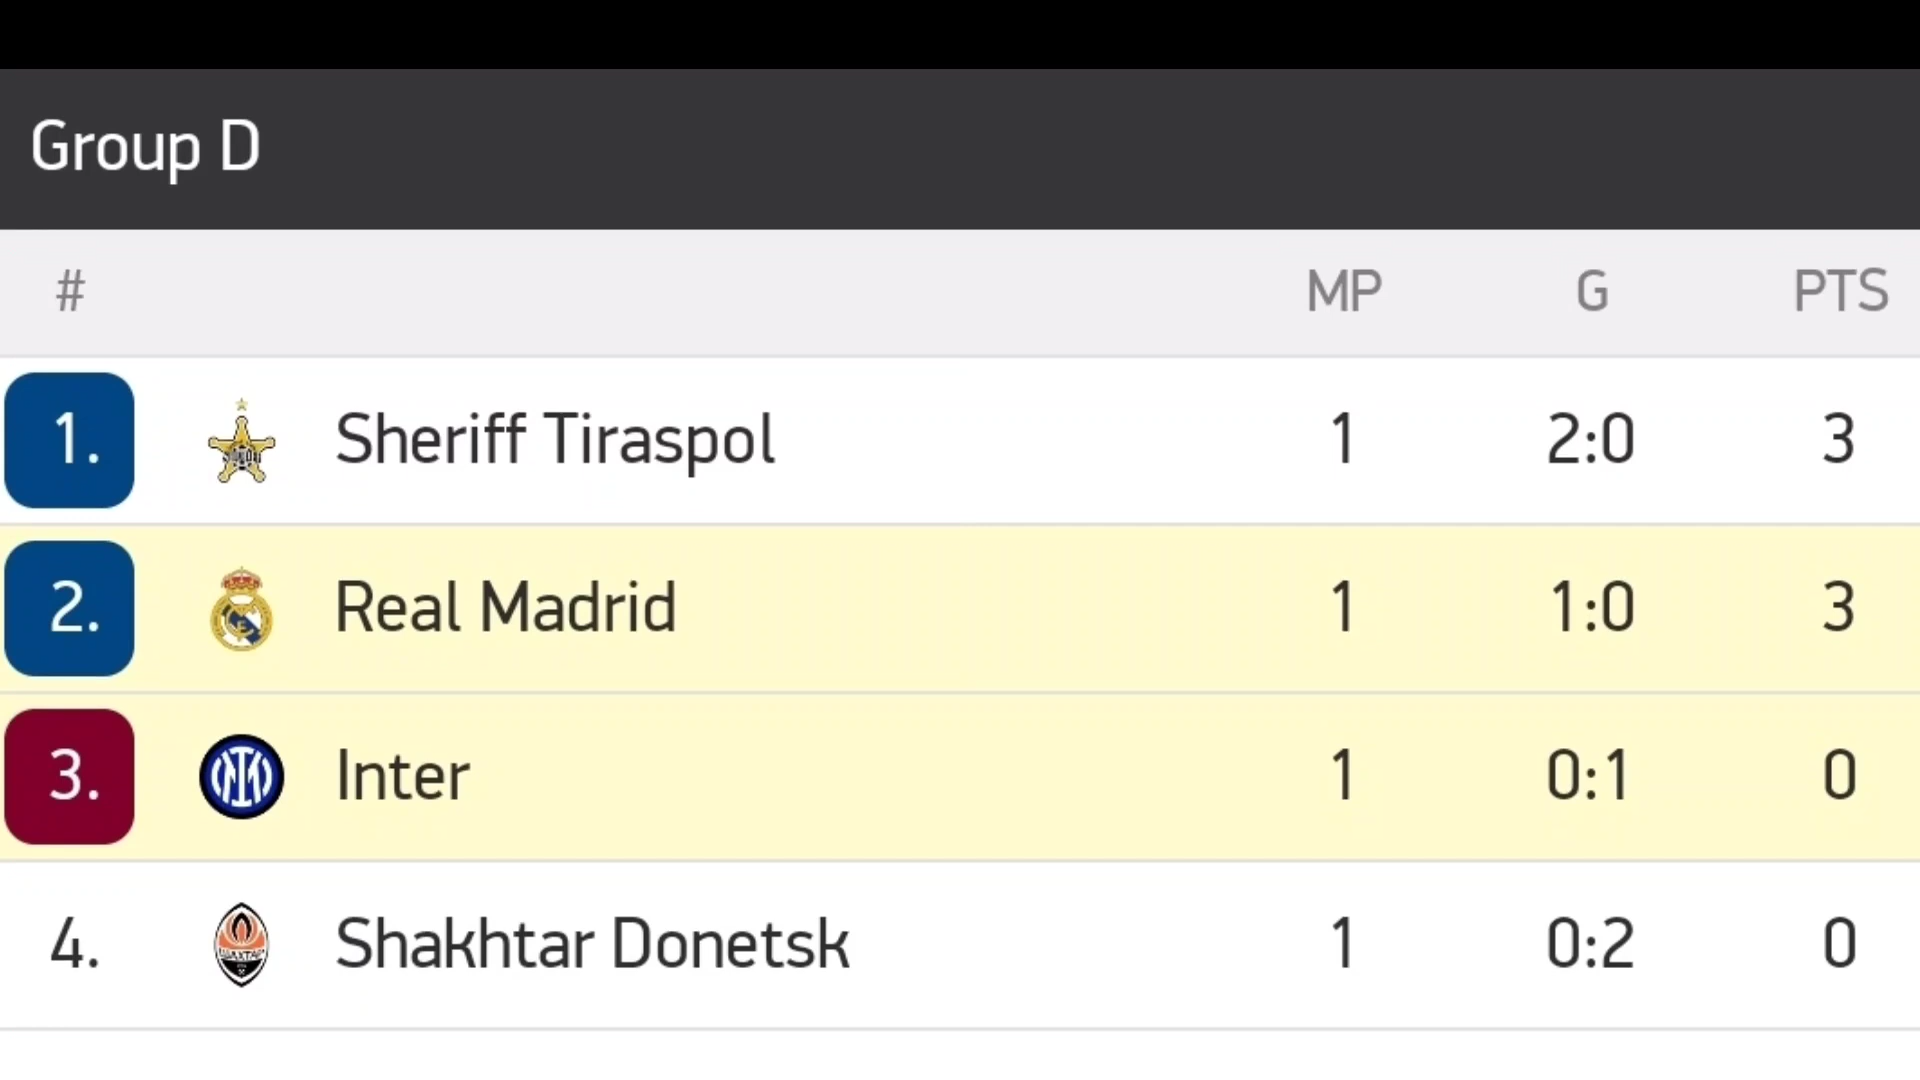 Group D
# MP G PTS
1. Sheriff Tiraspol 1 2:0 3
2. Real Madrid 1 1:0 3
3. Inter 1 0:1 0
4. Shakhtar Donetsk 1 0:2 0